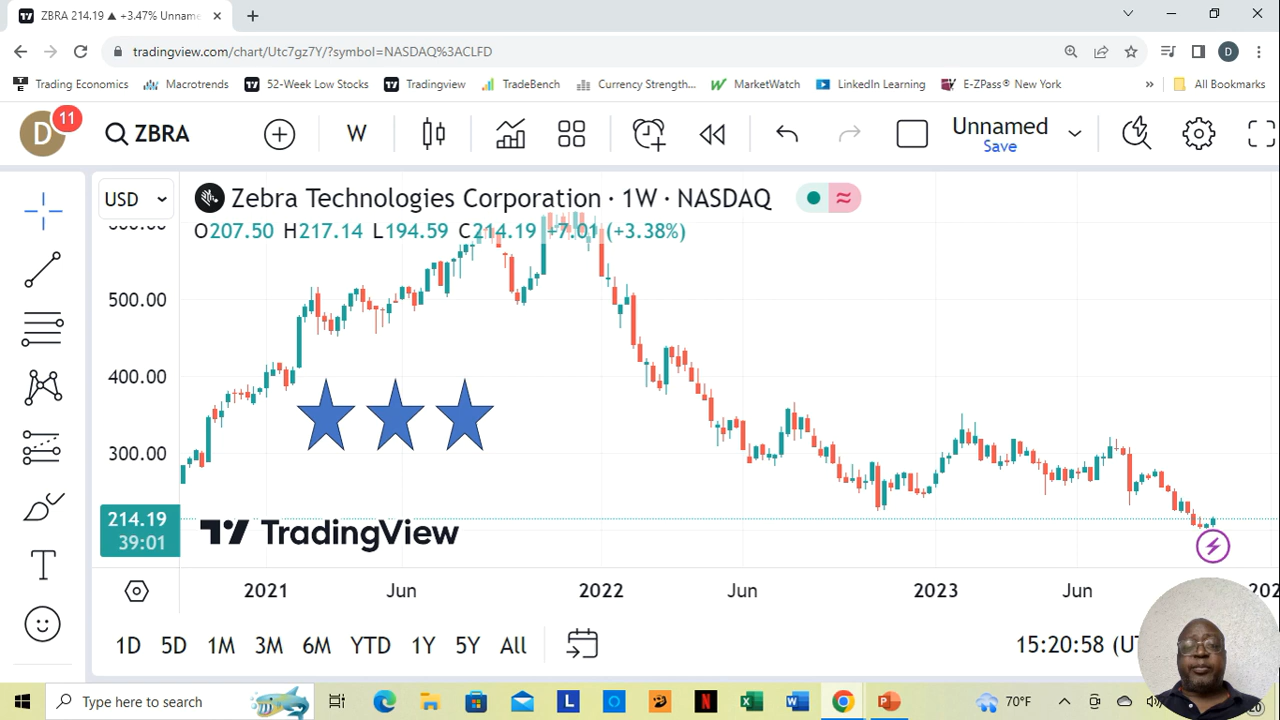 ZBRA 214.19 ▲ +3.47% Unname
tradingview.com/chart/Utc7gz7Y/?symbol=NASDAQ%3ACLFD
D
Trading Economics
Macrotrends
52-Week Low Stocks
Tradingview
TradeBench
Currency Strength...
MarketWatch
LinkedIn Learning
E-ZPass® New York
»
All Bookmarks
D
11
ZBRA
W
Unnamed
Save
USD
Zebra Technologies Corporation · 1W · NASDAQ
O207.50 H217.14 L194.59 C214.19 +7.01 (+3.38%)
500.00
400.00
300.00
214.19
39:01
TradingView
2021 Jun 2022 Jun 2023 Jun
1D 5D 1M 3M 6M YTD 1Y 5Y All
15:20:58 (UT
Type here to search
70°F